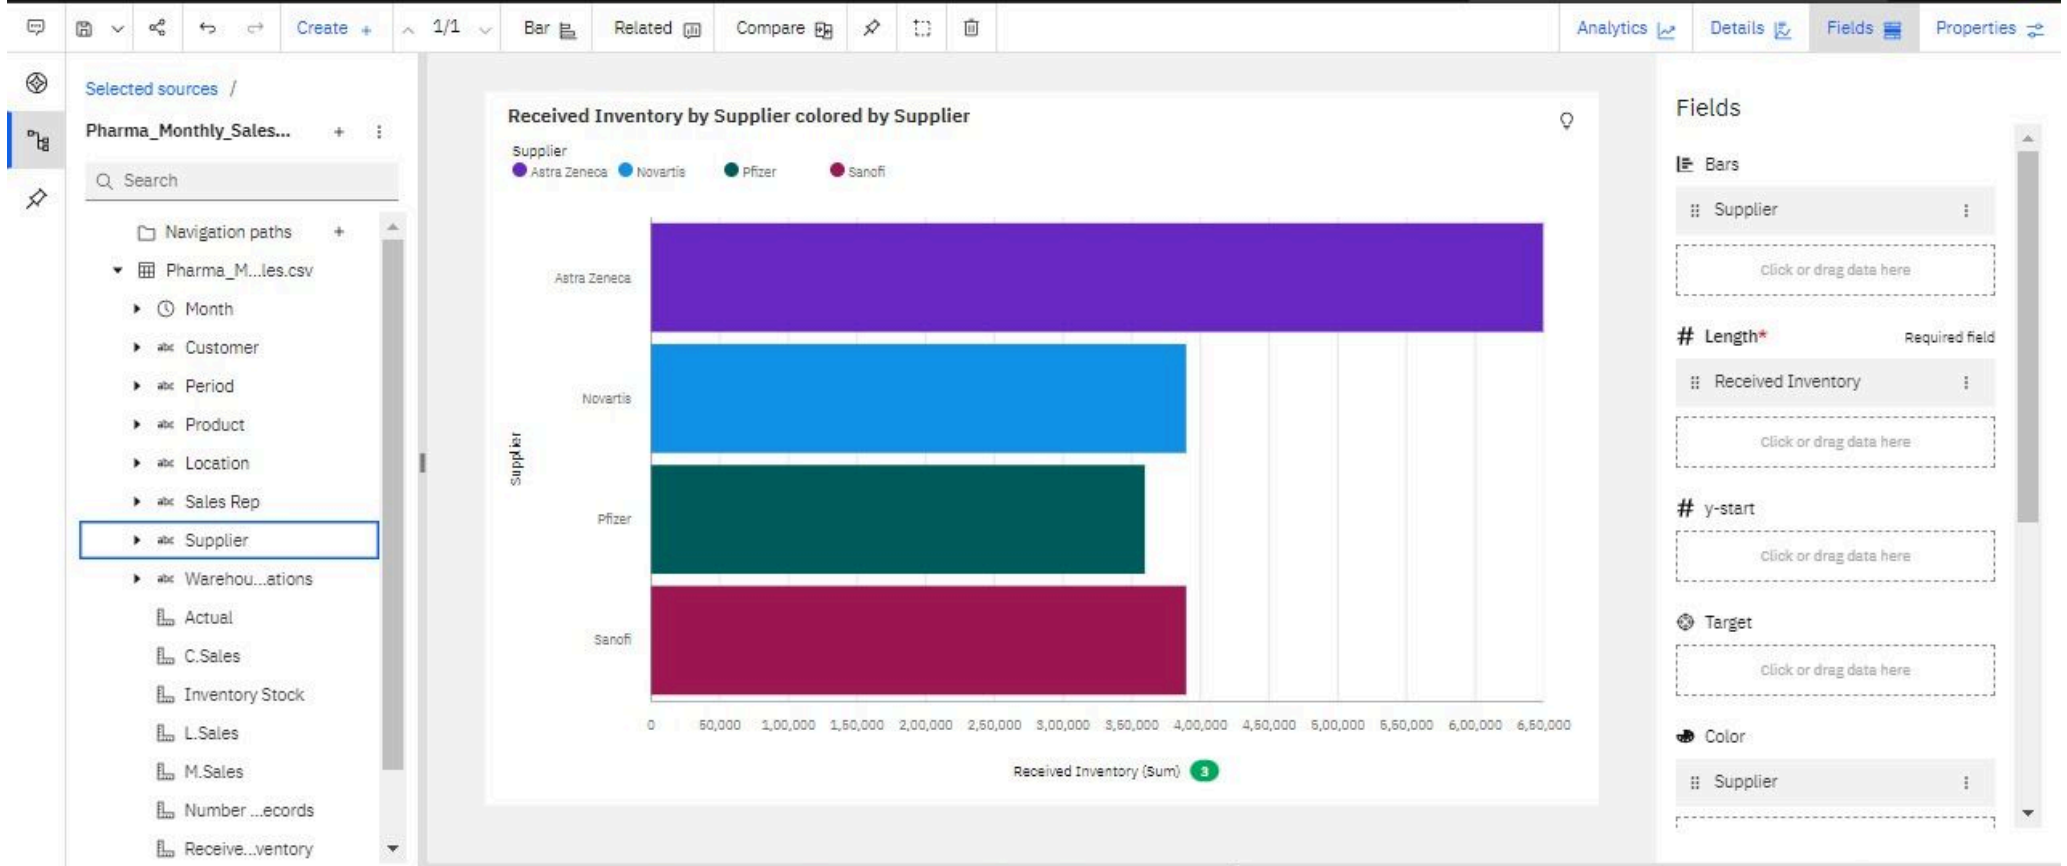 Create + 1/1 Bar Related Compare Analytics Details Fields Properties
Selected sources /
Pharma_Monthly_Sales... +
Search
Navigation paths +
Pharma_M...les.csv
Month
abc Customer
abc Period
abc Product
abc Location
abc Sales Rep
abc Supplier
abc Warehou...ations
Actual
C.Sales
Inventory Stock
L.Sales
M.Sales
Number ...ecords
Receive...ventory
Received Inventory by Supplier colored by Supplier
Supplier
Astra Zeneca Novartis Pfizer Sanofi
Supplier
Astra Zeneca
Novartis
Pfizer
Sanofi
0 50,000 1,00,000 1,50,000 2,00,000 2,50,000 3,00,000 3,50,000 4,00,000 4,50,000 5,00,000 5,50,000 6,00,000 6,50,000
Received Inventory (Sum) 3
Fields
Bars
Supplier
Click or drag data here
# Length* Required field
Received Inventory
Click or drag data here
# y-start
Click or drag data here
Target
Click or drag data here
Color
Supplier